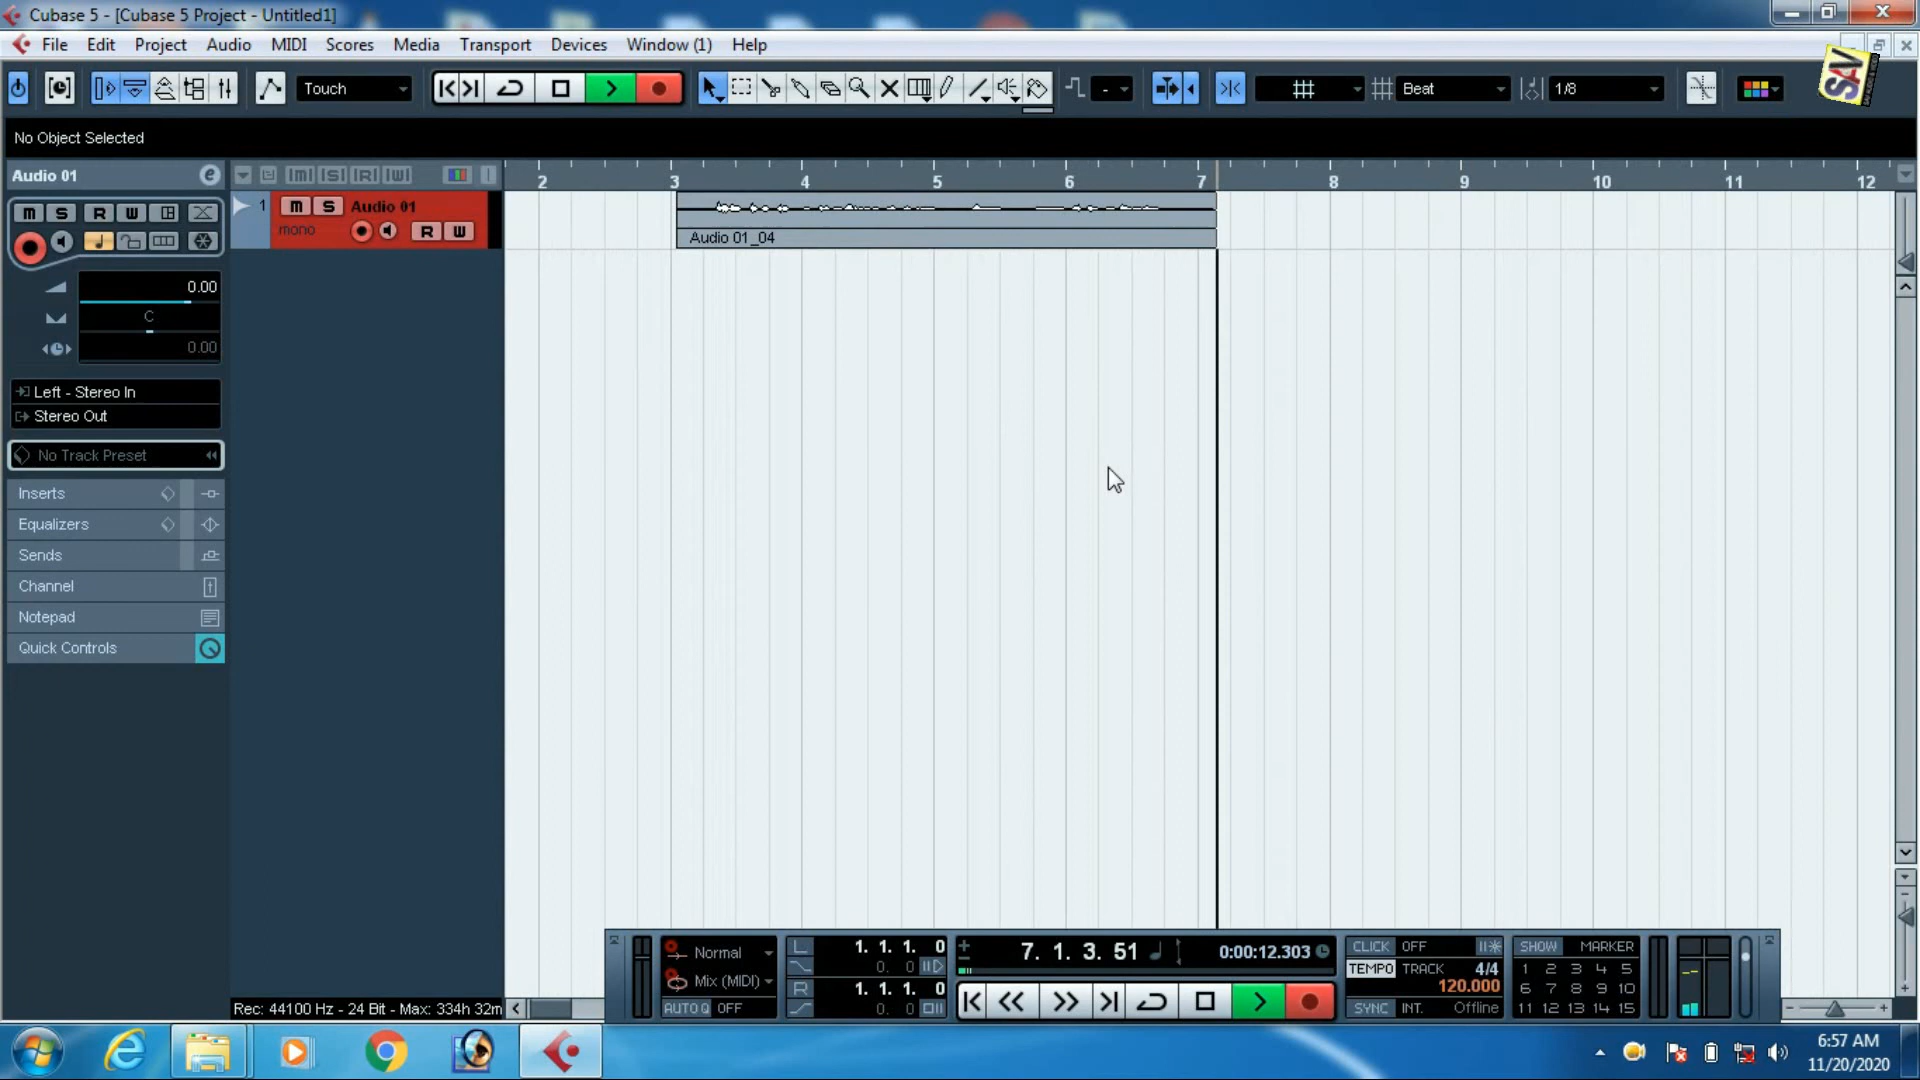 Cubase 5 - [Cubase 5 Project - Untitled1]
File Edit Project Audio MIDI Scores Media Transport Devices Window (1) Help
Touch - Beat 1/8
SAV
No Object Selected
Audio 01 e M S R W
2 3 4 5 6 7 8 9 10 11 12
M S R W
1 M S Audio 01
mono R W
Audio 01_04
0.00
C
0.00
Left - Stereo In
Stereo Out
No Track Preset
Inserts
Equalizers
Sends
Channel
Notepad
Quick Controls
Normal
Mix (MIDI)
AUTO Q OFF
L 1. 1. 1. 0
0. 0
R 1. 1. 1. 0
0. 0
7. 1. 3. 51 0:00:12.303
CLICK OFF
TEMPO TRACK 4/4
120.000
SYNC INT. Offline
SHOW MARKER
1 2 3 4 5
6 7 8 9 10
11 12 13 14 15
Rec: 44100 Hz - 24 Bit - Max: 334h 32m
6:57 AM
11/20/2020